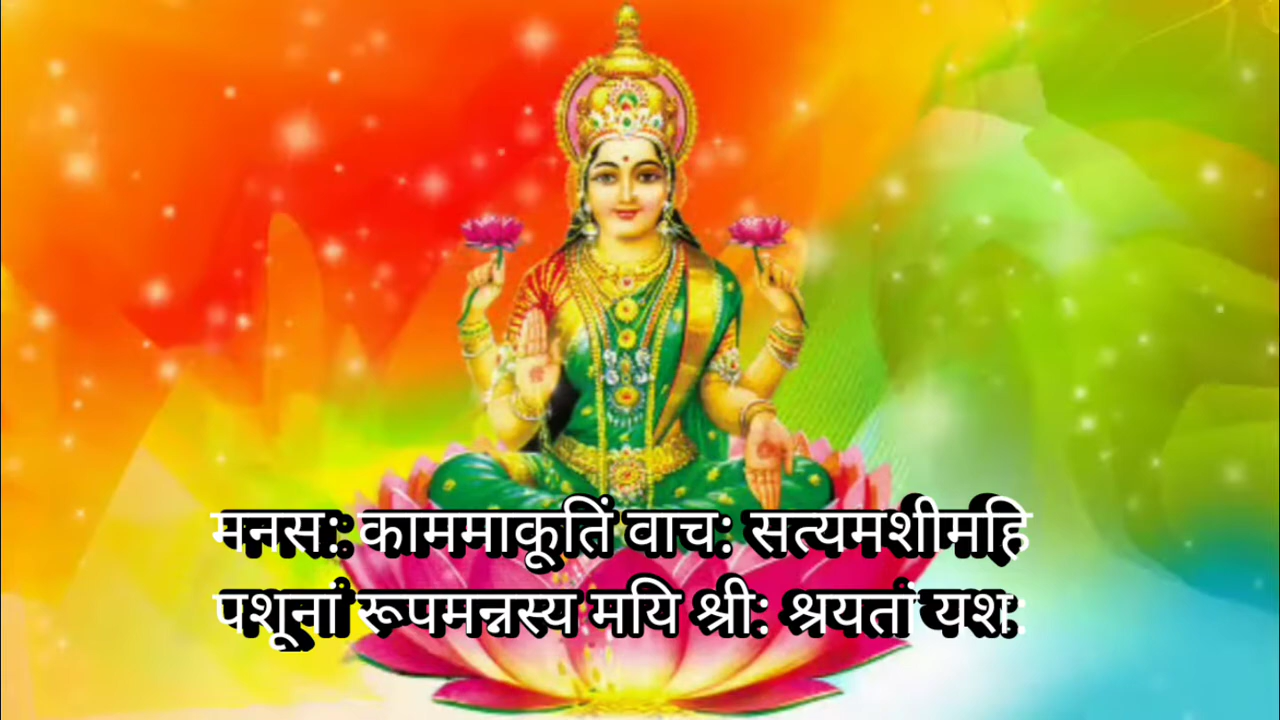 मनस: काममाकूतिं वाच: सत्यमशीमहि
पशूनां रूपमन्नस्य मयि श्री: श्रयतां यश: